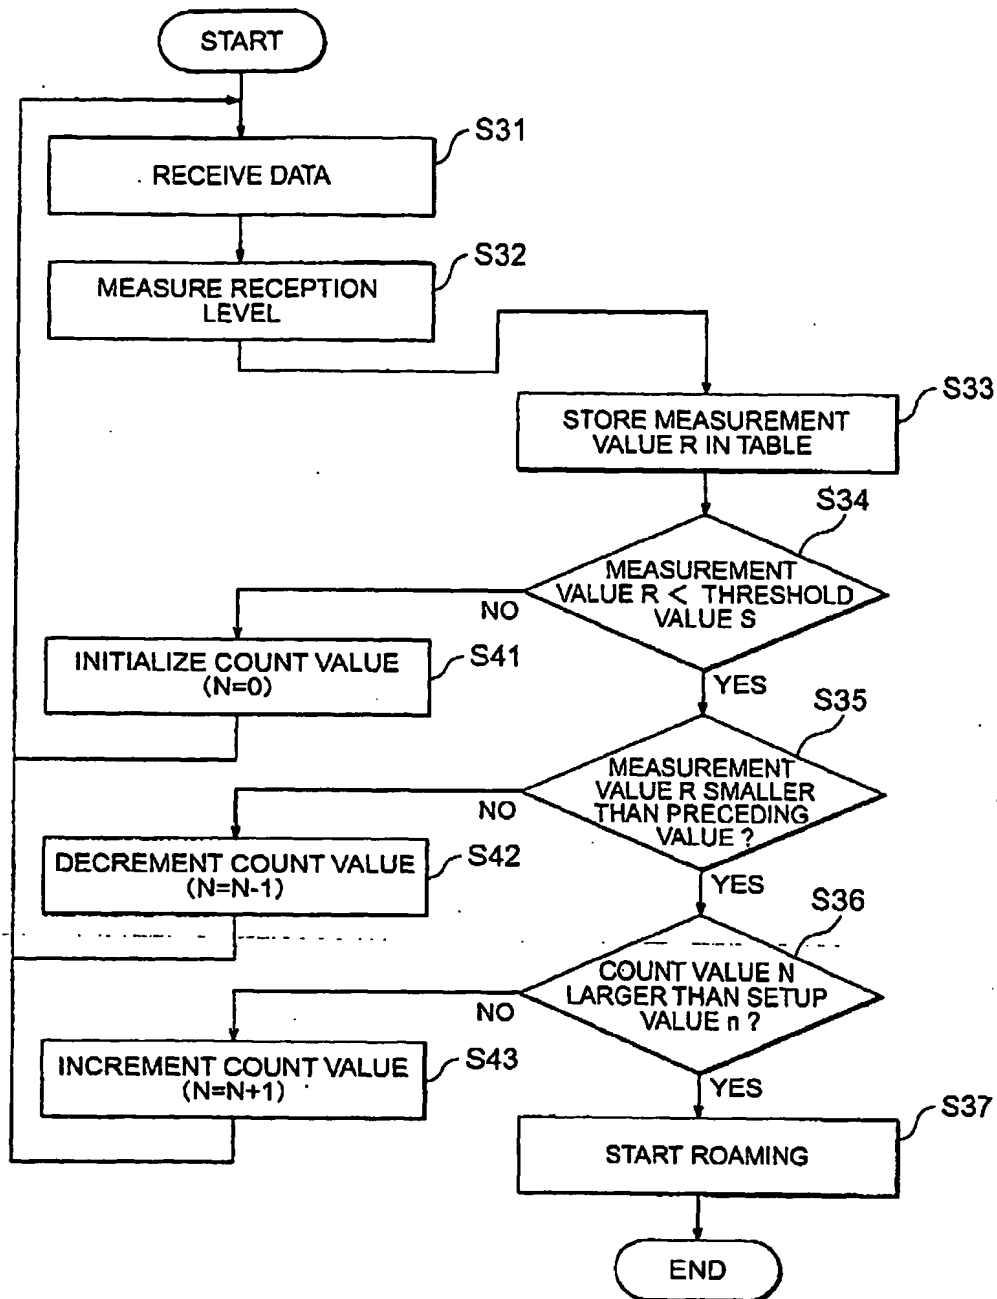 START
S31
RECEIVE DATA
S32
MEASURE RECEPTION
LEVEL
S33
STORE MEASUREMENT
VALUE R IN TABLE
S34
MEASUREMENT
VALUE R < THRESHOLD
VALUE S
NO
YES
S41
INITIALIZE COUNT VALUE
(N=0)
S35
MEASUREMENT
VALUE R SMALLER
THAN PRECEDING
VALUE ?
NO
YES
S42
DECREMENT COUNT VALUE
(N=N-1)
S36
COUNT VALUE N
LARGER THAN SETUP
VALUE n ?
NO
YES
S43
INCREMENT COUNT VALUE
(N=N+1)
S37
START ROAMING
END